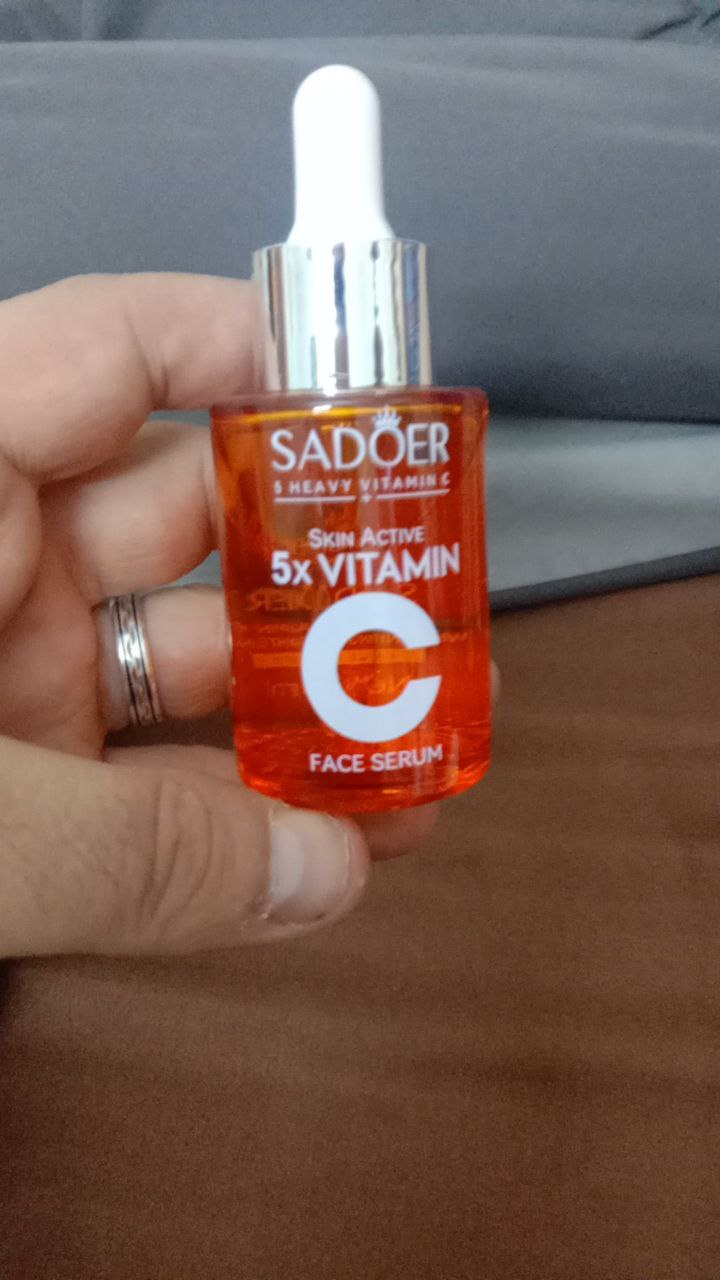 SADOER
5 HEAVY VITAMIN C
SKIN ACTIVE
5x VITAMIN
C
FACE SERUM